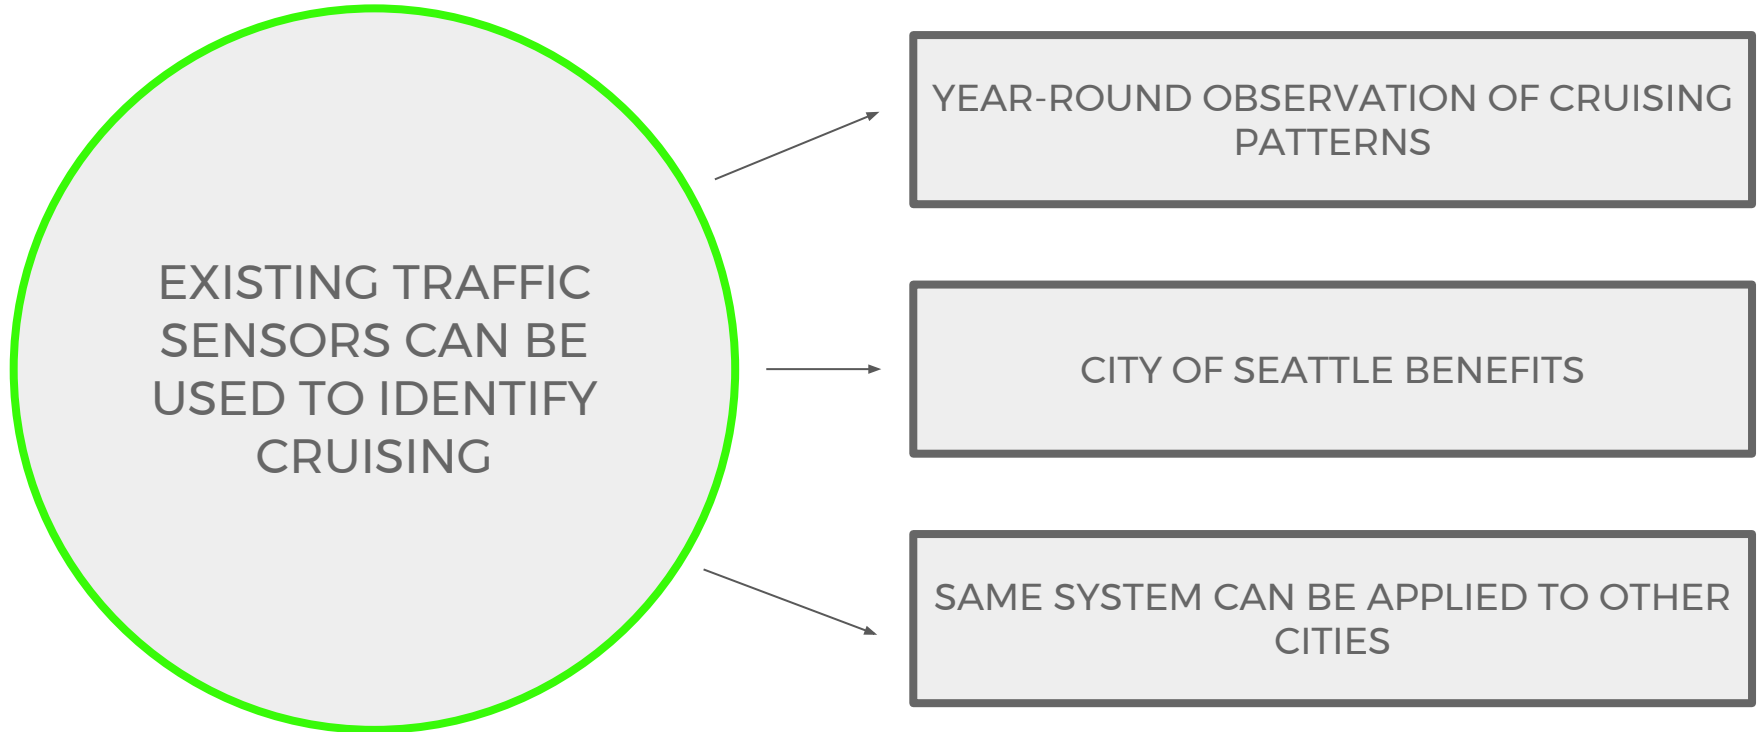 EXISTING TRAFFIC
SENSORS CAN BE
USED TO IDENTIFY
CRUISING
YEAR-ROUND OBSERVATION OF CRUISING
PATTERNS
CITY OF SEATTLE BENEFITS
SAME SYSTEM CAN BE APPLIED TO OTHER
CITIES